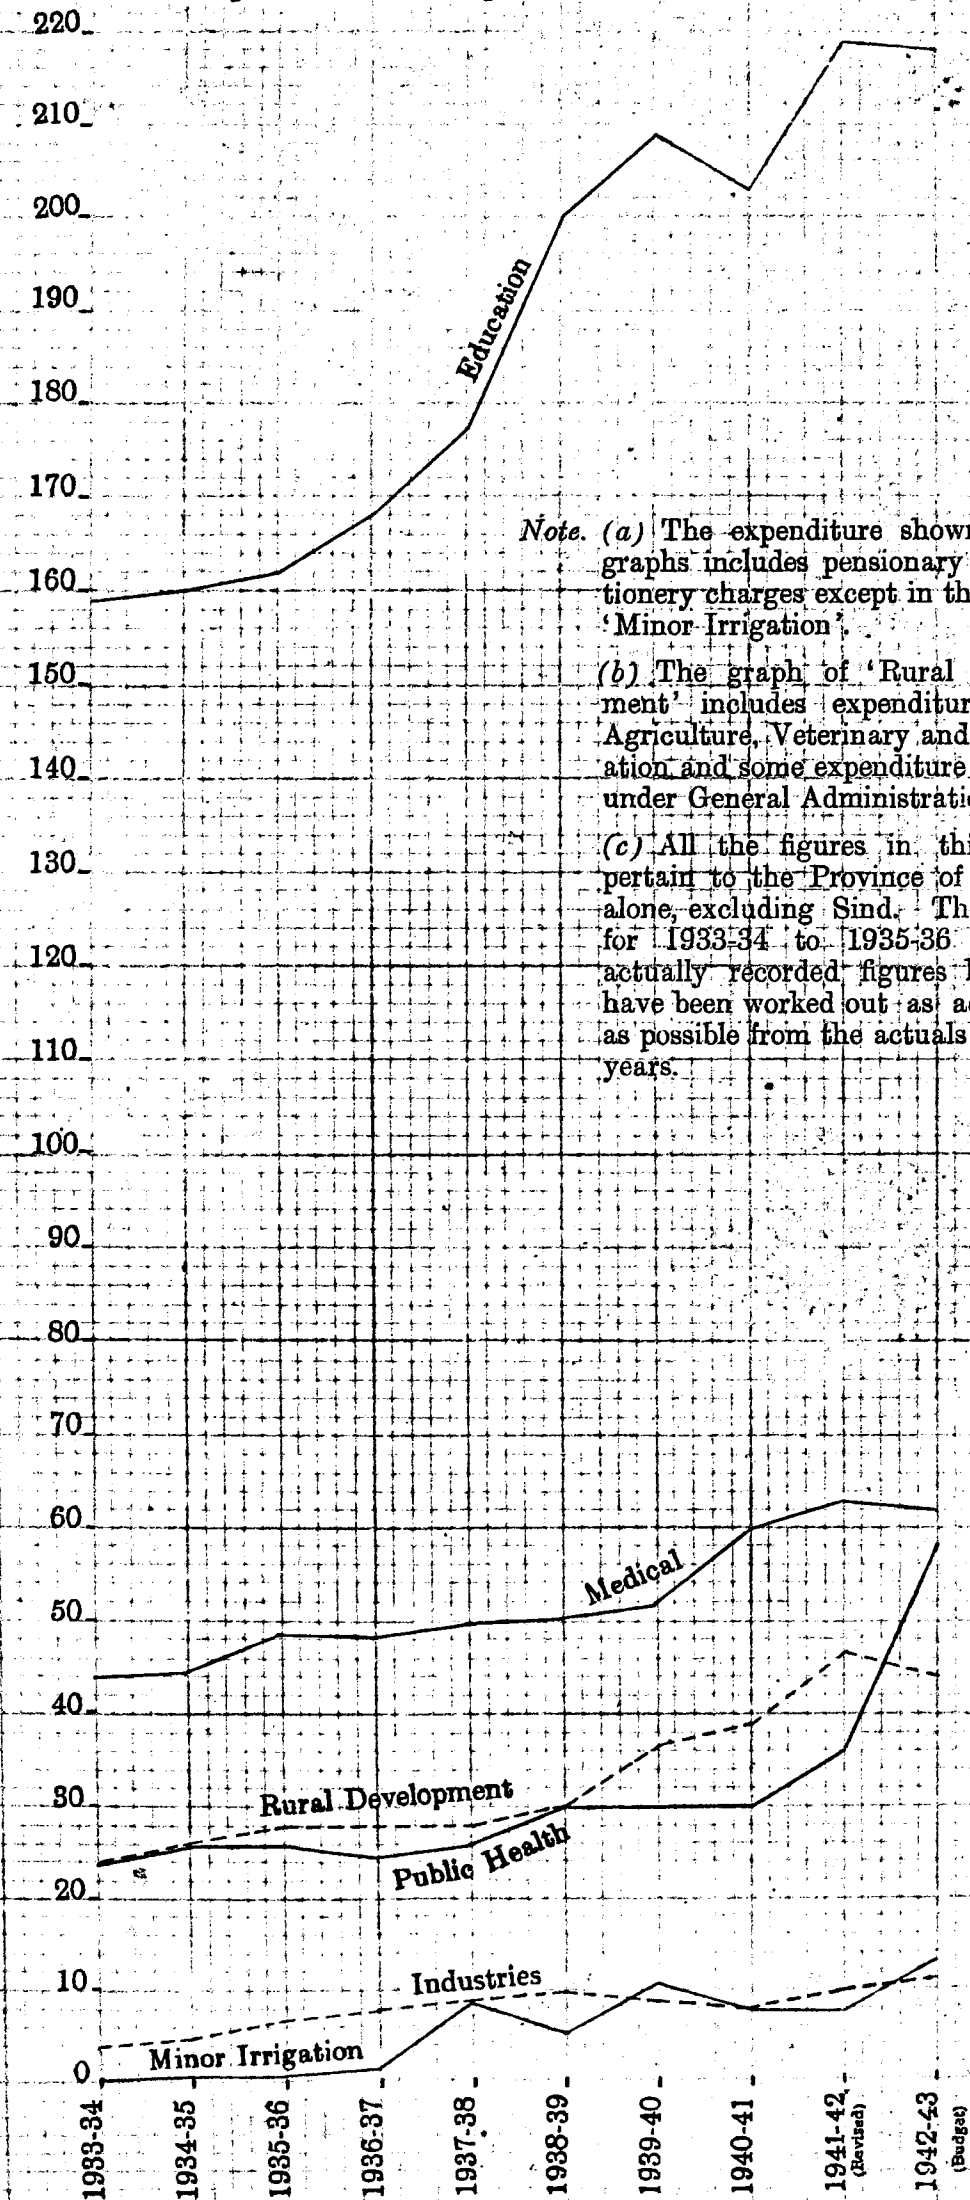 220
210
200
190
180
170
160
150
140
130
120
110
100
90
80
70
60
50
40
30
20
10
0
Education
Note. (a) The expenditure shown
graphs includes pensionary
tionery charges except in th
'Minor Irrigation'.
(b) The graph of 'Rural
ment' includes expenditur
Agriculture, Veterinary and
ation and some expenditure
under General Administratio
(c) All the figures in thi
pertain to the Province of
alone, excluding Sind. Th
for 1933-34 to 1935-36
actually recorded figures
have been worked out as a
as possible from the actuals
years.
Medical
Rural Development
Public Health
Industries
Minor Irrigation
1933-34
1934-35
1935-36
1936-37
1937-38
1938-39
1939-40
1940-41
1941-42
(Revised)
1942-43
(Budget)